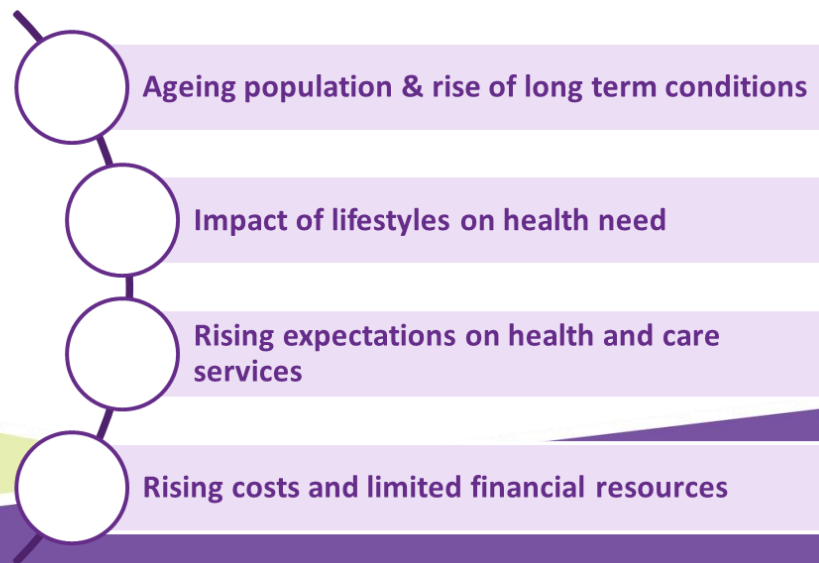 Ageing population & rise of long term conditions
Impact of lifestyles on health need
Rising expectations on health and care
services
Rising costs and limited financial resources